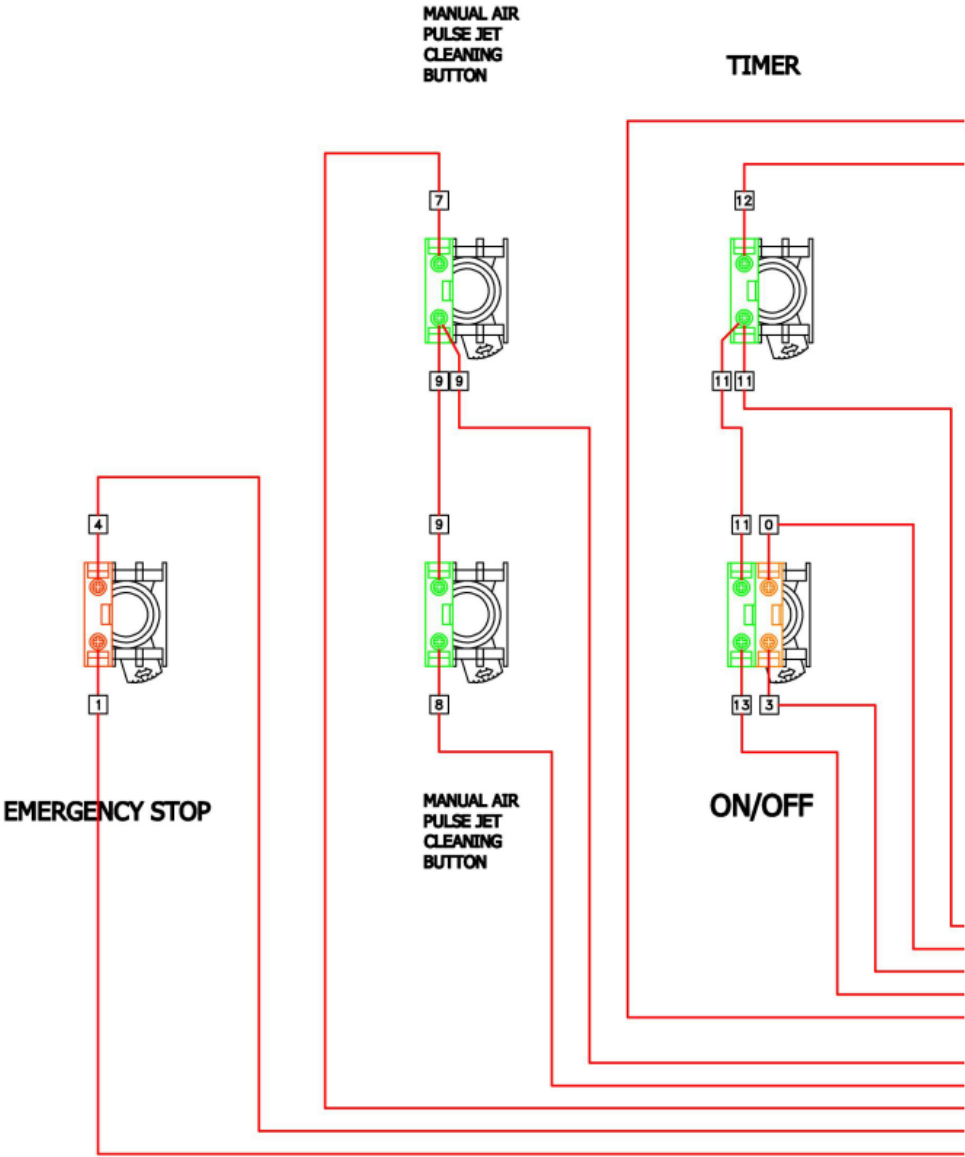 MANUAL AIR
PULSE JET
CLEANING
BUTTON
TIMER
7
12
9 9
11 11
4
9
11 0
1
8
13 3
EMERGENCY STOP
MANUAL AIR
PULSE JET
CLEANING
BUTTON
ON/OFF